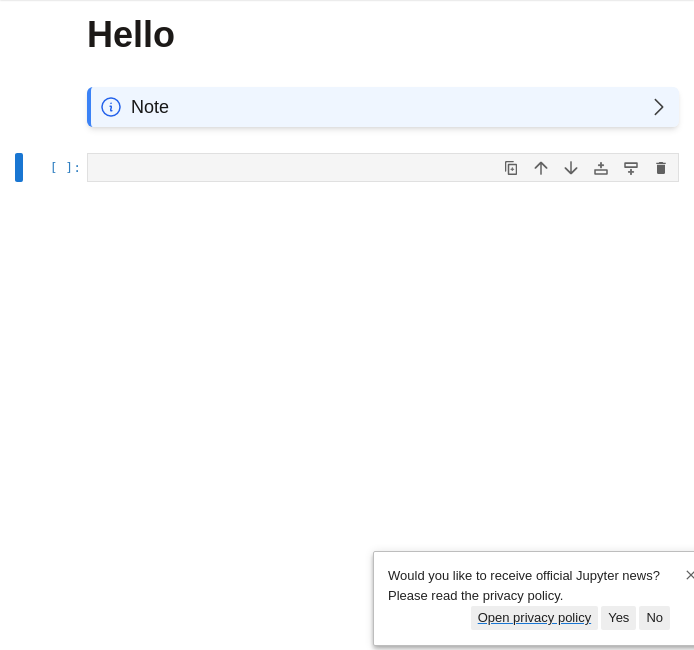 Hello
Note
[ ]:
Would you like to receive official Jupyter news?
Please read the privacy policy.
Open privacy policy Yes No